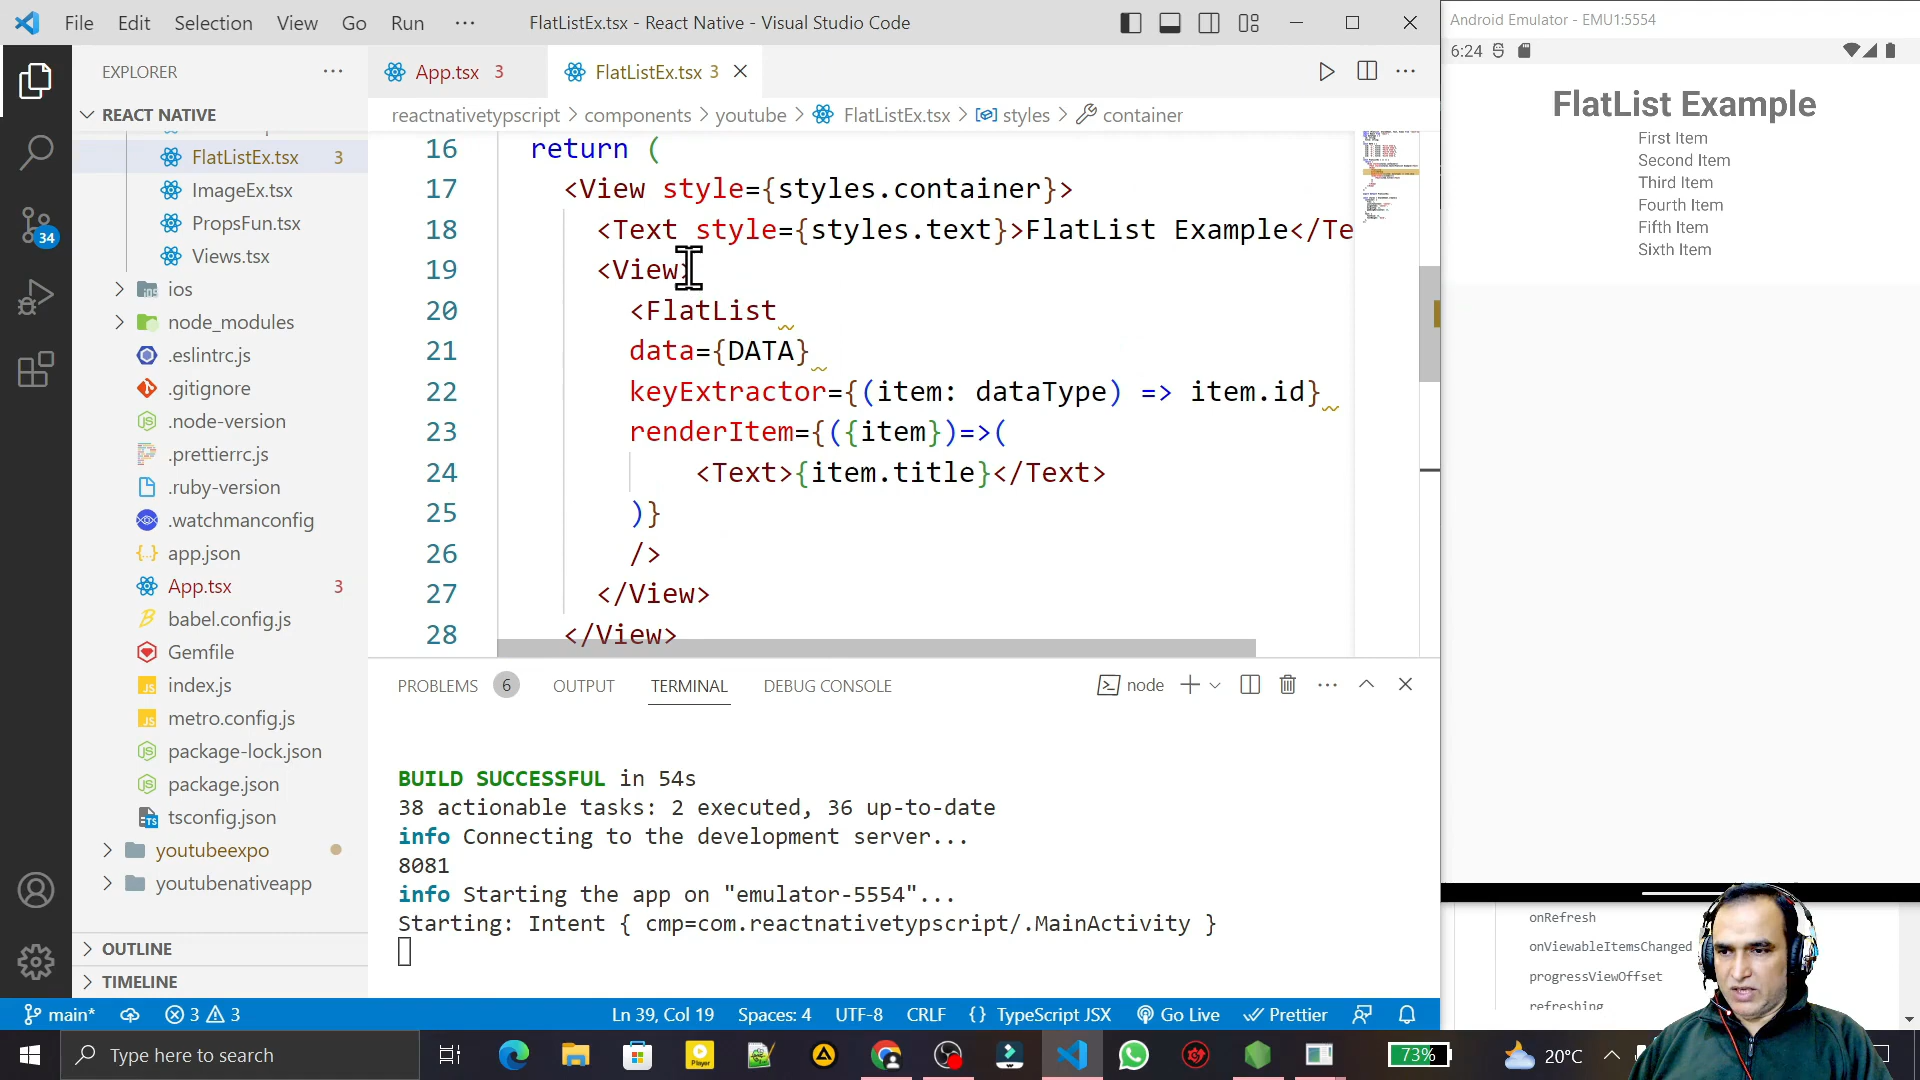 File Edit Selection View Go Run ··· FlatListEx.tsx - React Native - Visual Studio Code
EXPLORER ···
REACT NATIVE
FlatListEx.tsx 3
ImageEx.tsx
PropsFun.tsx
Views.tsx
ios
node_modules
.eslintrc.js
.gitignore
.node-version
.prettierrc.js
.ruby-version
.watchmanconfig
app.json
App.tsx 3
babel.config.js
Gemfile
index.js
metro.config.js
package-lock.json
package.json
tsconfig.json
youtubeexpo
youtubenativeapp
OUTLINE
TIMELINE
34
App.tsx 3 FlatListEx.tsx 3
reactnativetypscript > components > youtube > FlatListEx.tsx > styles > container
16 return (
17 <View style={styles.container}>
18 <Text style={styles.text}>FlatList Example</Te
19 <View>
20 <FlatList
21 data={DATA}
22 keyExtractor={(item: dataType) => item.id}
23 renderItem={({item})=>(
24 <Text>{item.title}</Text>
25 )}
26 />
27 </View>
28 </View>
PROBLEMS 6 OUTPUT TERMINAL DEBUG CONSOLE node
BUILD SUCCESSFUL in 54s
38 actionable tasks: 2 executed, 36 up-to-date
info Connecting to the development server...
8081
info Starting the app on "emulator-5554"...
Starting: Intent { cmp=com.reactnativetypscript/.MainActivity }
main* 3 3 Ln 39, Col 19 Spaces: 4 UTF-8 CRLF {} TypeScript JSX Go Live Prettier
Type here to search
73% 20°C
Android Emulator - EMU1:5554
6:24
FlatList Example
First Item
Second Item
Third Item
Fourth Item
Fifth Item
Sixth Item
onRefresh
onViewableItemsChanged
progressViewOffset
refreshing